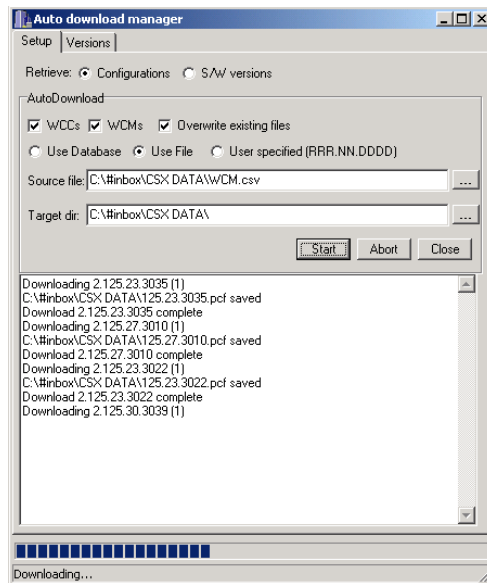 Auto download manager
Setup Versions
Retrieve: Configurations S/W versions
AutoDownload
WCCs WCMs Overwrite existing files
Use Database Use File User specified (RRR.NN.DDDD)
Source file: C:\#inbox\CSX DATA\WCM.csv ...
Target dir: C:\#inbox\CSX DATA\ ...
Start Abort Close
Downloading 2.125.23.3035 (1)
C:\#inbox\CSX DATA\125.23.3035.pcf saved
Download 2.125.23.3035 complete
Downloading 2.125.27.3010 (1)
C:\#inbox\CSX DATA\125.27.3010.pcf saved
Download 2.125.27.3010 complete
Downloading 2.125.23.3022 (1)
C:\#inbox\CSX DATA\125.23.3022.pcf saved
Download 2.125.23.3022 complete
Downloading 2.125.30.3039 (1)
Downloading...